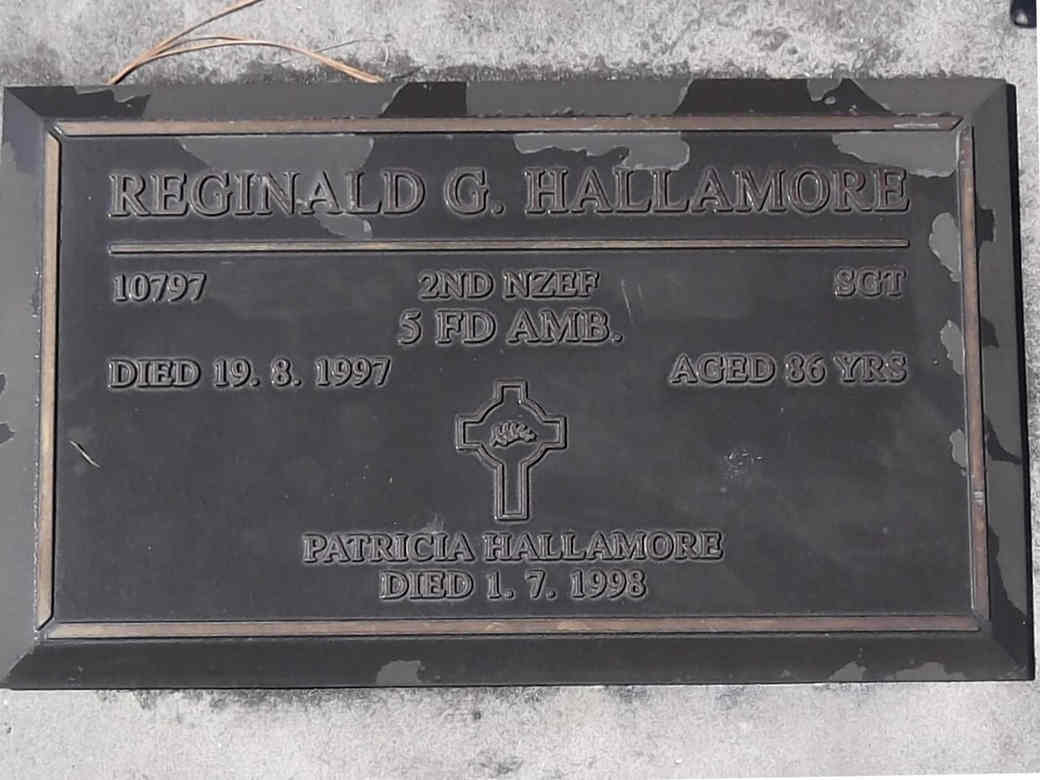 REGINALD G. HALLAMORE
10797 2ND NZEF SGT
5 FD AMB.
DIED 19. 8. 1997 AGED 86 YRS
PATRICIA HALLAMORE
DIED 1. 7. 1998